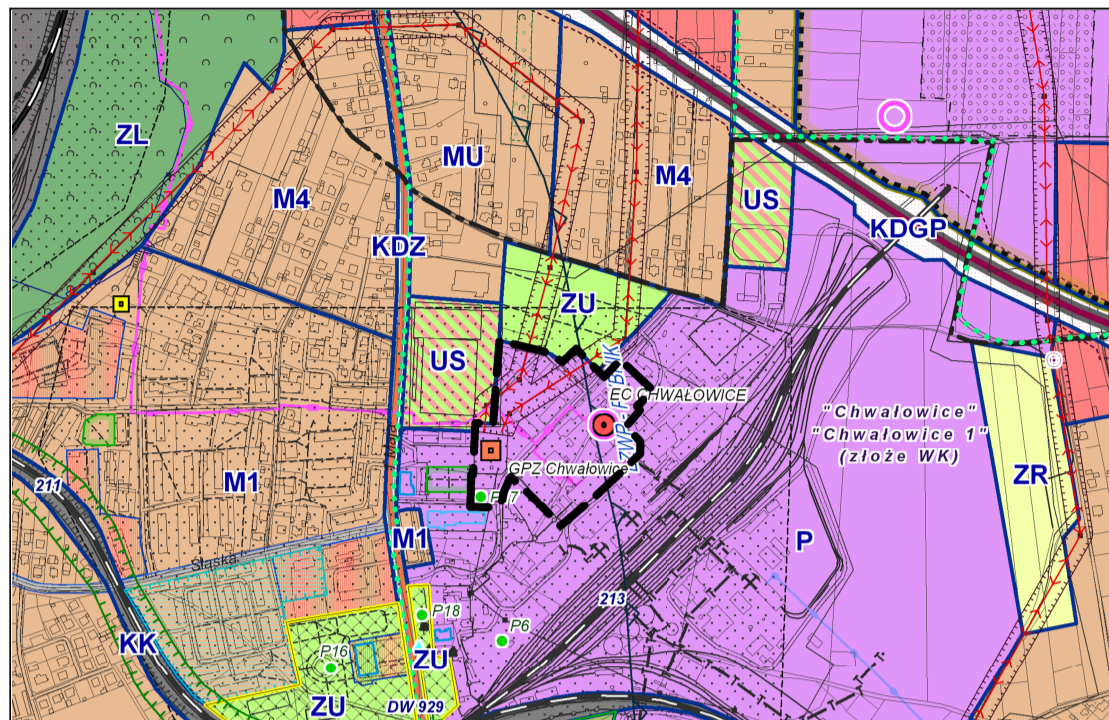 ZL
MU
M4
M4
US
KDZ
KDGP
ZU
US
EC CHWAŁOWICE
"Chwałowice"
"Chwałowice 1"
(złoże WK)
GPZ Chwałowice
ZR
M1
211
P17
M1
P
Śląska
213
P18
P6
KK
P16
ZU
ZU
DW 929